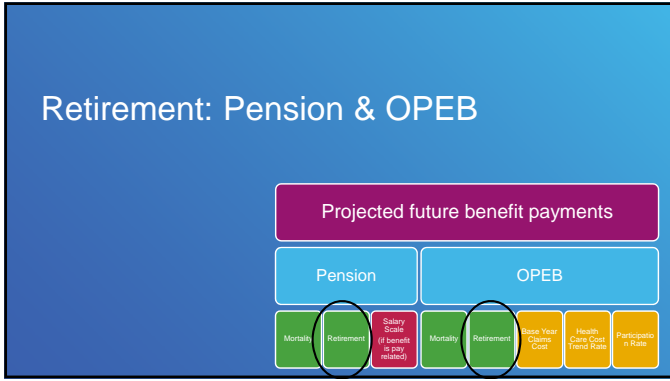 Retirement: Pension & OPEB
Projected future benefit payments
Pension
OPEB
Mortality
Retirement
Salary
Scale
(if benefit
is pay
related)
Mortality
Retirement
Base Year
Claims
Cost
Health
Care Cost
Trend Rate
Participatio
n Rate